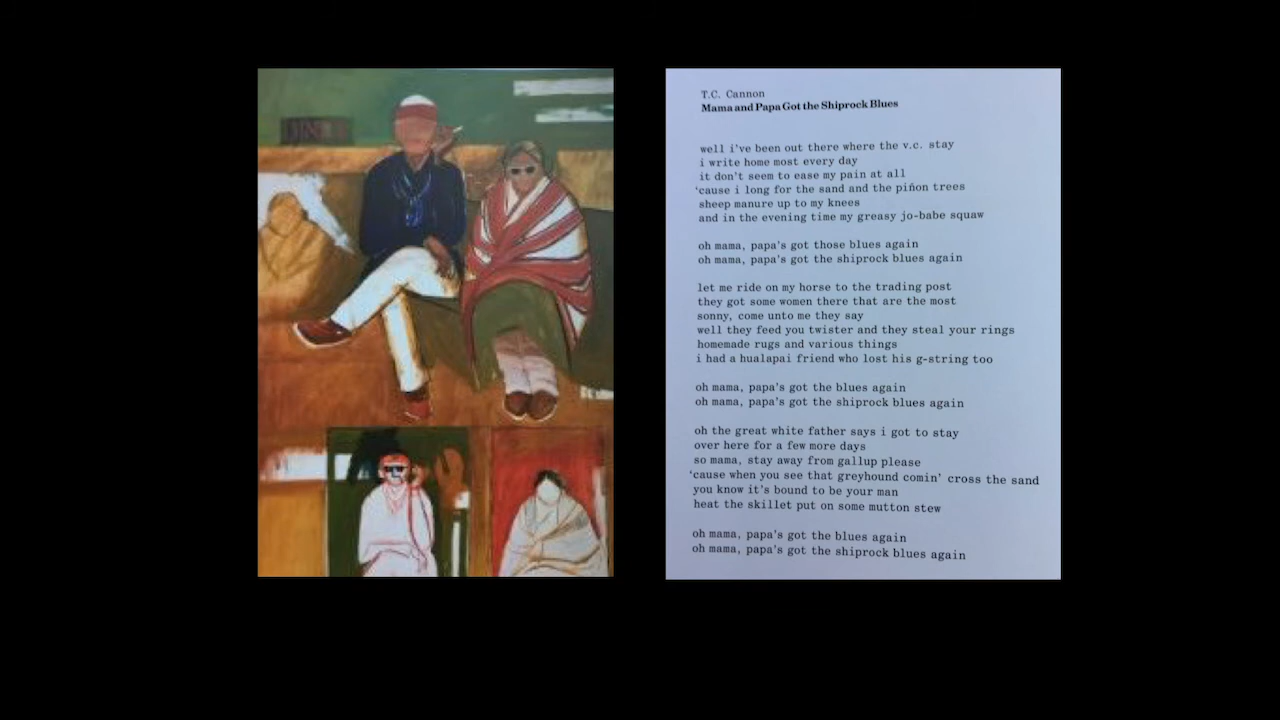 T.C. Cannon
Mama and Papa Got the Shiprock Blues
well i've been out there where the v.c. stay
i write home most every day
it don't seem to ease my pain at all
'cause i long for the sand and the piñon trees
sheep manure up to my knees
and in the evening time my greasy jo-babe squaw
oh mama, papa's got those blues again
oh mama, papa's got the shiprock blues again
let me ride on my horse to the trading post
they got some women there that are the most
sonny, come unto me they say
well they feed you twister and they steal your rings
homemade rugs and various things
i had a hualapai friend who lost his g-string too
oh mama, papa's got the blues again
oh mama, papa's got the shiprock blues again
oh the great white father says i got to stay
over here for a few more days
so mama, stay away from gallup please
'cause when you see that greyhound comin' cross the sand
you know it's bound to be your man
heat the skillet put on some mutton stew
oh mama, papa's got the blues again
oh mama, papa's got the shiprock blues again